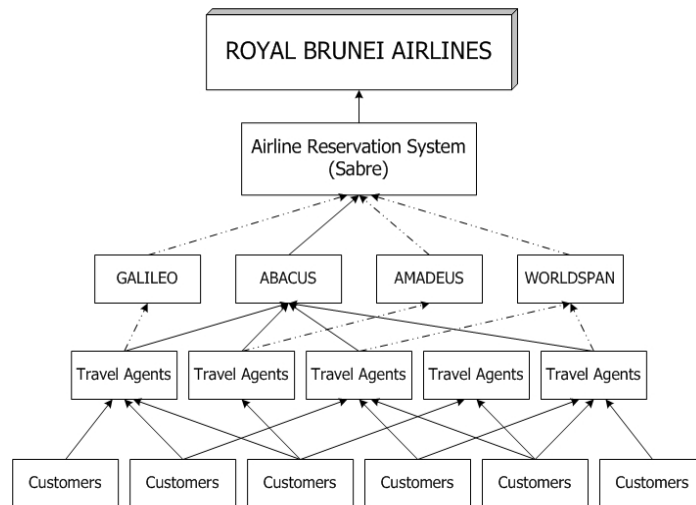 ROYAL BRUNEI AIRLINES
Airline Reservation System
(Sabre)
GALILEO
ABACUS
AMADEUS
WORLDSPAN
Travel Agents
Travel Agents
Travel Agents
Travel Agents
Travel Agents
Customers
Customers
Customers
Customers
Customers
Customers